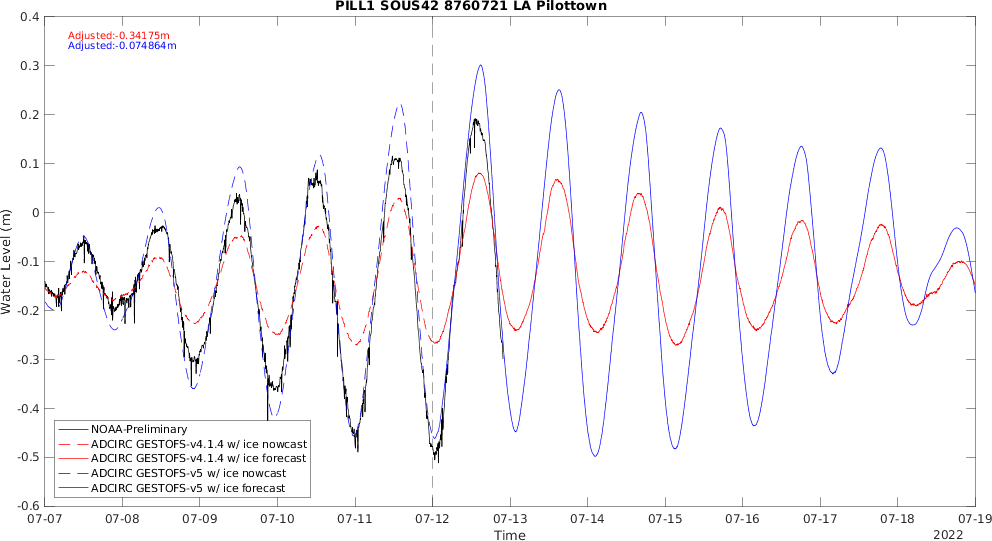 PILL1 SOUS42 8760721 LA Pilottown
Adjusted:-0.34175m
Adjusted:-0.074864m
Water Level (m)
0.4
0.3
0.2
0.1
0
-0.1
-0.2
-0.3
-0.4
-0.5
-0.6
NOAA-Preliminary
ADCIRC GESTOFS-v4.1.4 w/ ice nowcast
ADCIRC GESTOFS-v4.1.4 w/ ice forecast
ADCIRC GESTOFS-v5 w/ ice nowcast
ADCIRC GESTOFS-v5 w/ ice forecast
07-07 07-08 07-09 07-10 07-11 07-12 07-13 07-14 07-15 07-16 07-17 07-18 07-19
Time
2022